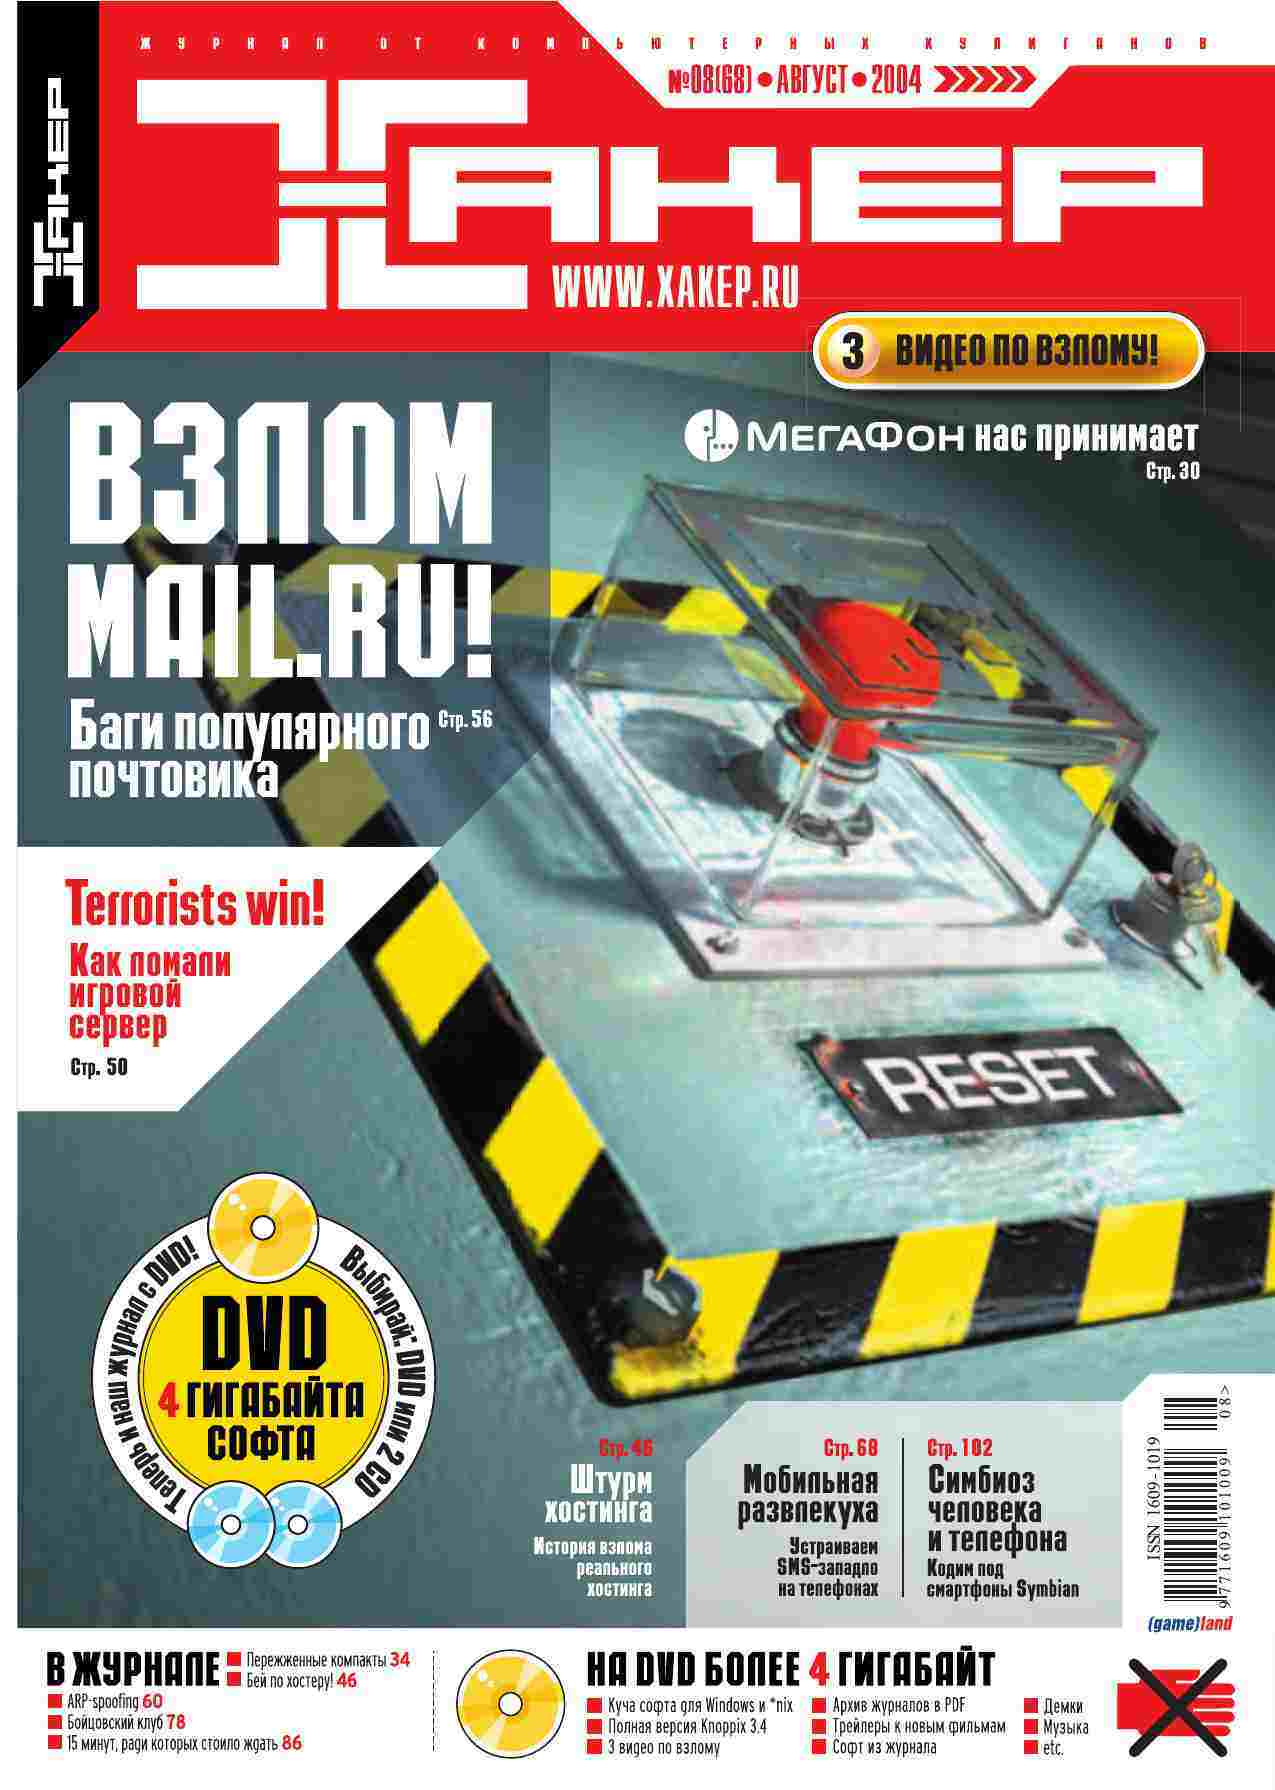 ЖУРНАЛ ОТ КОМПЬЮТЕРНЫХ ХУЛИГАНОВ
№08(68) • АВГУСТ • 2004
ХАКЕР
ХАКЕР
WWW.XAKEP.RU
3 ВИДЕО ПО ВЗЛОМУ!
МЕГАФОН нас принимает
Стр. 30
ВЗЛОМ
MAIL.RU!
Баги популярного Стр. 56
почтовика
Terrorists win!
Как ломали
игровой
сервер
Стр. 50
RESET
Теперь и наш журнал с DVD!
Выбирай: DVD или 2 CD
DVD
4 ГИГАБАЙТА
СОФТА
Стр. 46
Штурм
хостинга
История взлома
реального
хостинга
Стр. 68
Мобильная
развлекуха
Устраиваем
SMS-западло
на телефонах
Стр. 102
Симбиоз
человека
и телефона
Кодим под
смартфоны Symbian
ISSN 1609-1019
9 771609 101009
08>
(game)land
В ЖУРНАЛЕ
Пережженные компакты 34
Бей по хостеру! 46
ARP-spoofing 60
Бойцовский клуб 78
15 минут, ради которых стоило ждать 86
НА DVD БОЛЕЕ 4 ГИГАБАЙТ
Куча софта для Windows и *nix
Полная версия Knoppix 3.4
3 видео по взлому
Архив журналов в PDF
Трейлеры к новым фильмам
Софт из журнала
Демки
Музыка
etc.